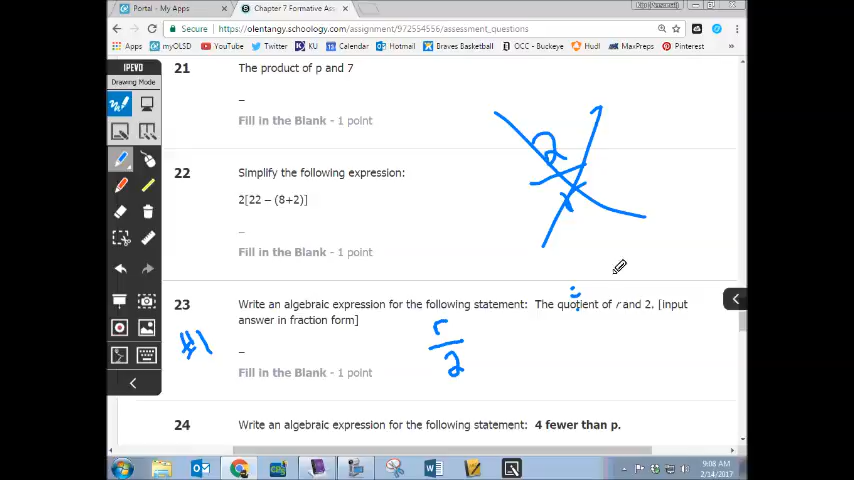 Portal - My Apps
Chapter 7 Formative Ass
Secure
https://olentangy.schoology.com/assignment/972554556/assessment_questions
Apps
myOLSD
YouTube
Twitter
KU
Calendar
Hotmail
Braves Basketball
OCC - Buckeye
Hudl
MaxPreps
Pinterest
IPEVO
Drawing Mode
21 The product of p and 7
_
Fill in the Blank - 1 point
22 Simplify the following expression:
2[22 – (8+2)]
_
Fill in the Blank - 1 point
2
r
23 Write an algebraic expression for the following statement: The quotient of r and 2. [Input
answer in fraction form]
÷
#1
r
2
_
Fill in the Blank - 1 point
24 Write an algebraic expression for the following statement: 4 fewer than p.
9:08 AM
2/14/2017